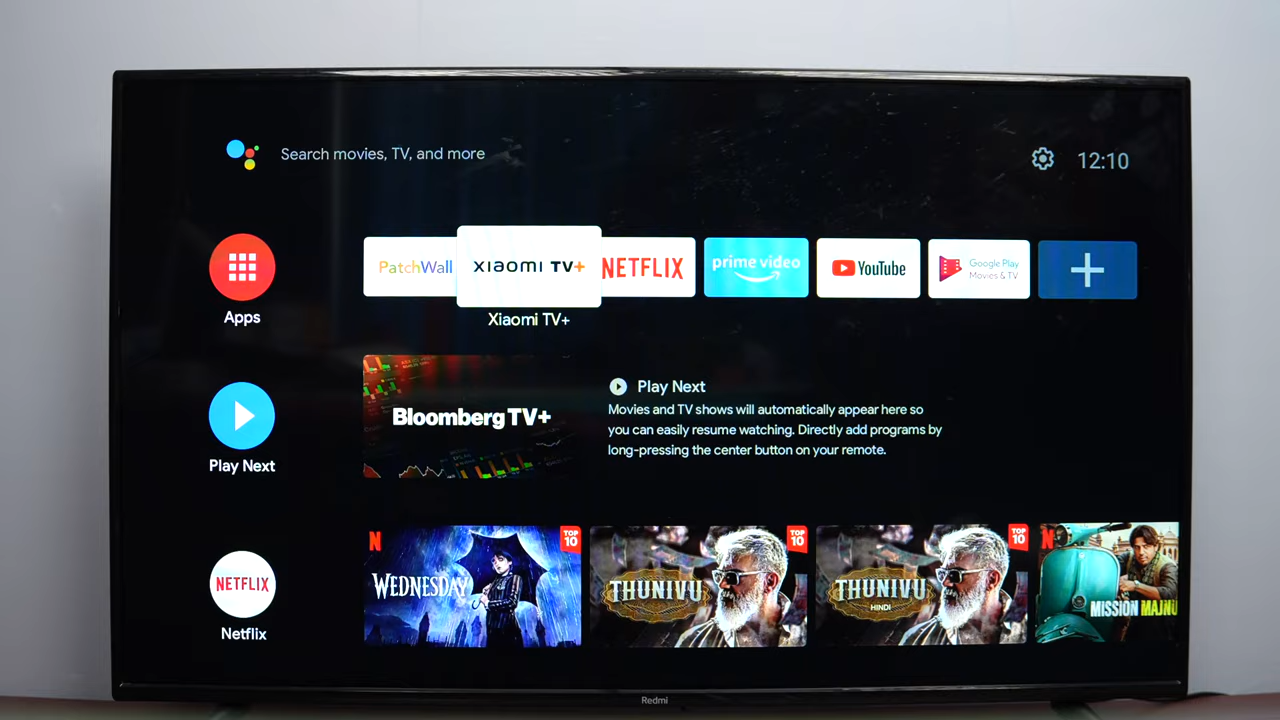 Search movies, TV, and more
12:10
PatchWall
XIAOMI TV+
NETFLIX
prime video
YouTube
Google Play
Movies & TV
Apps
Xiaomi TV+
Bloomberg TV+
Play Next
Movies and TV shows will automatically appear here so
you can easily resume watching. Directly add programs by
long-pressing the center button on your remote.
Play Next
N
WEDNESDAY
TOP
10
THUNIVU
TOP
10
THUNIVU
HINDI
TOP
10
N
MISSION MAJNU
NETFLIX
Netflix
Redmi